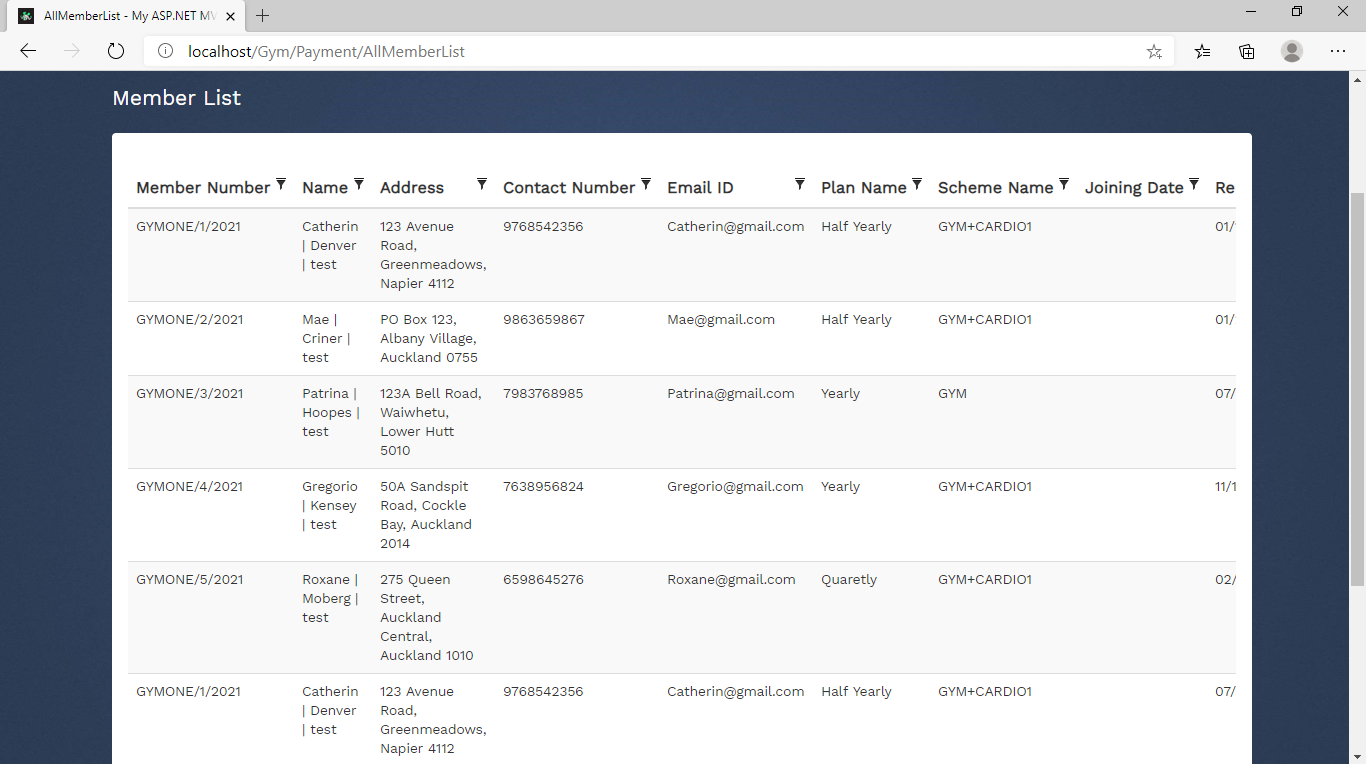 AllMemberList - My ASP.NET MV
localhost/Gym/Payment/AllMemberList
Member List
Member Number Name Address Contact Number Email ID Plan Name Scheme Name Joining Date Re
GYMONE/1/2021 Catherin 123 Avenue 9768542356 Catherin@gmail.com Half Yearly GYM+CARDIO1 01/
| Denver Road,
| test Greenmeadows,
Napier 4112
GYMONE/2/2021 Mae | PO Box 123, 9863659867 Mae@gmail.com Half Yearly GYM+CARDIO1 01/
Criner | Albany Village,
test Auckland 0755
GYMONE/3/2021 Patrina | 123A Bell Road, 7983768985 Patrina@gmail.com Yearly GYM 07/
Hoopes | Waiwhetu,
test Lower Hutt
5010
GYMONE/4/2021 Gregorio 50A Sandspit 7638956824 Gregorio@gmail.com Yearly GYM+CARDIO1 11/1
| Kensey Road, Cockle
| test Bay, Auckland
2014
GYMONE/5/2021 Roxane | 275 Queen 6598645276 Roxane@gmail.com Quaretly GYM+CARDIO1 02/
Moberg | Street,
test Auckland
Central,
Auckland 1010
GYMONE/1/2021 Catherin 123 Avenue 9768542356 Catherin@gmail.com Half Yearly GYM+CARDIO1 07/
| Denver Road,
| test Greenmeadows,
Napier 4112